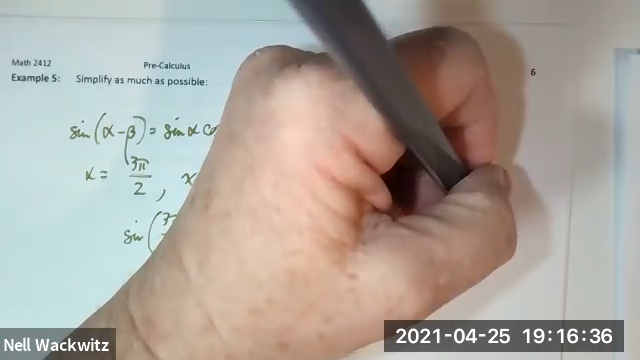 Math 2412 Pre-Calculus 6
Example 5: Simplify as much as possible:
sin(α-β) = sin α co
α = 3π/2 , x
sin(
Nell Wackwitz
2021-04-25 19:16:36